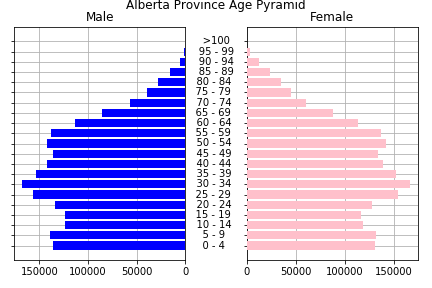 Alberta Province Age Pyramid
Male
Female
>100
95 - 99
90 - 94
85 - 89
80 - 84
75 - 79
70 - 74
65 - 69
60 - 64
55 - 59
50 - 54
45 - 49
40 - 44
35 - 39
30 - 34
25 - 29
20 - 24
15 - 19
10 - 14
5 - 9
0 - 4
150000 100000 50000 0
0 50000 100000 150000